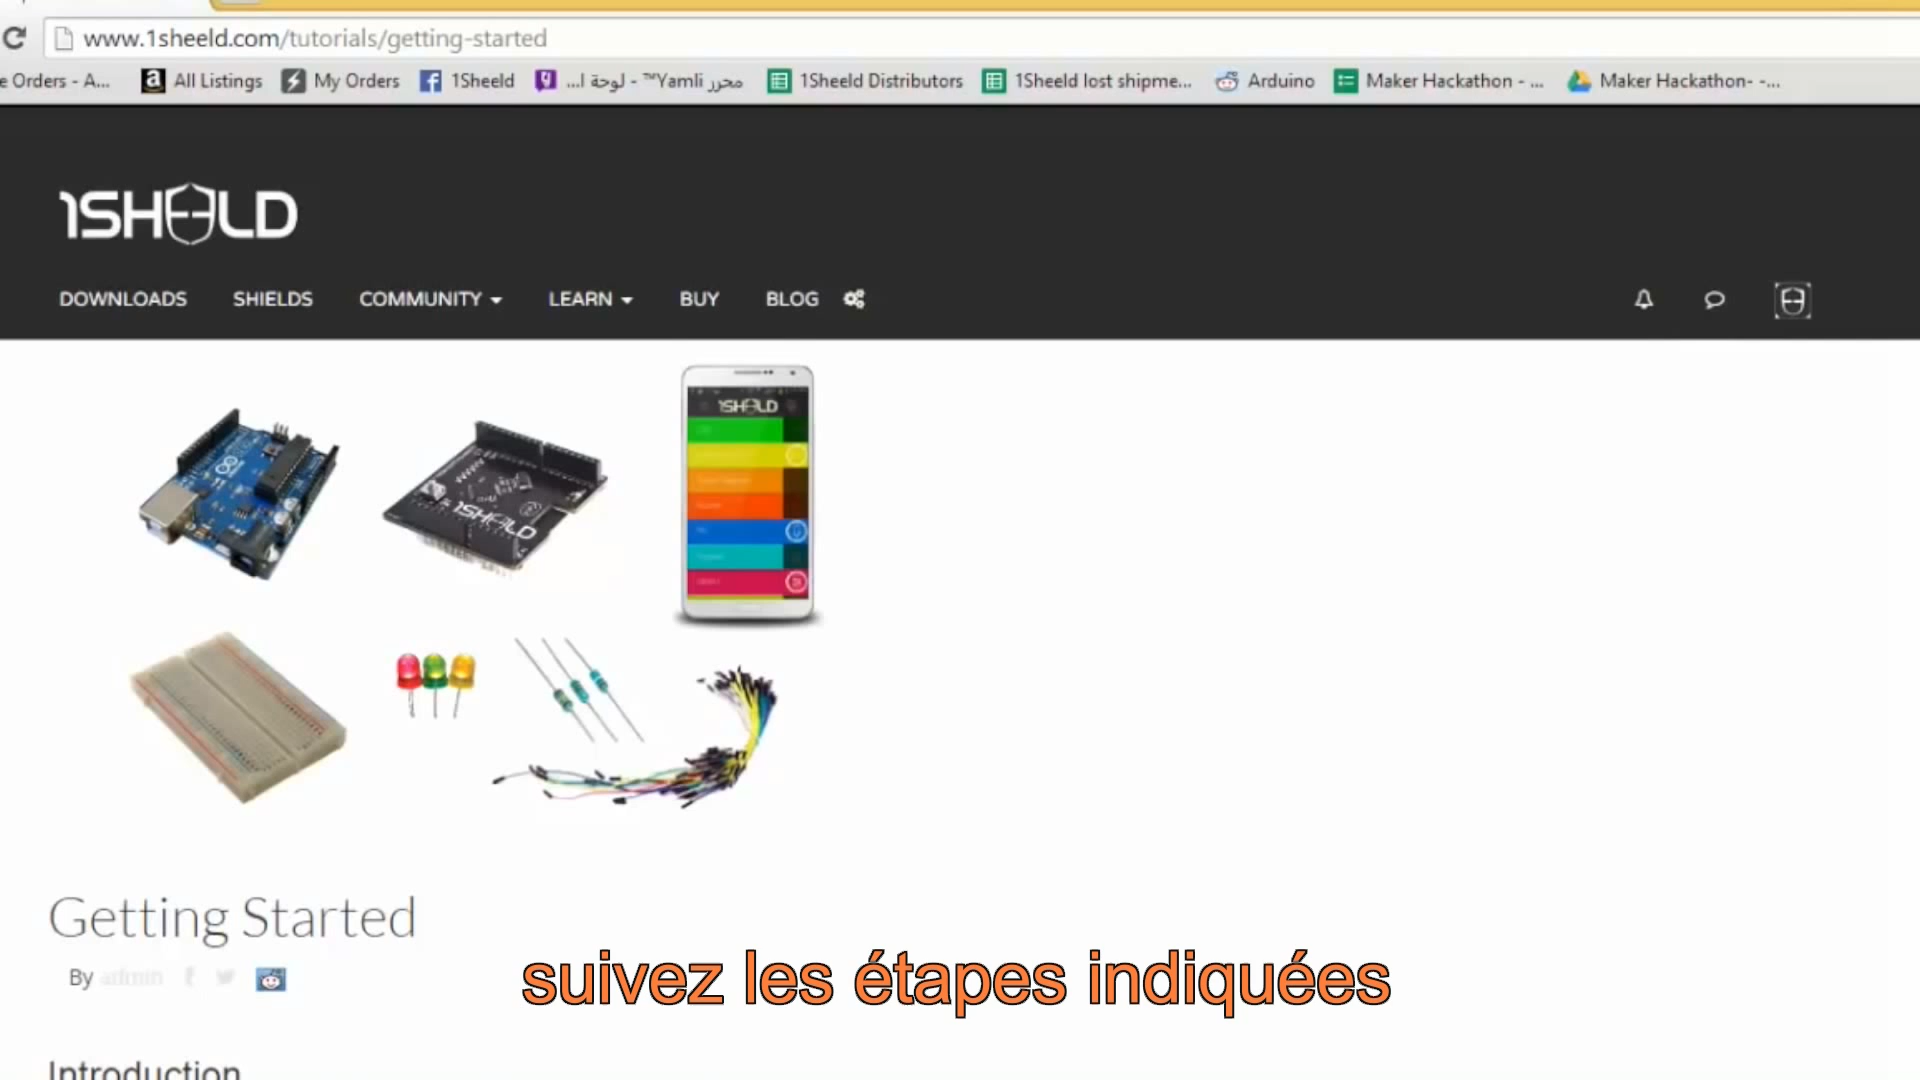 www.1sheeld.com/tutorials/getting-started
e Orders - A...
All Listings
My Orders
1Sheeld
محرر Yamli™ - لوحة ا...
1Sheeld Distributors
1Sheeld lost shipme...
Arduino
Maker Hackathon - ...
Maker Hackathon- -...
1SHEELD
DOWNLOADS
SHIELDS
COMMUNITY
LEARN
BUY
BLOG
1SHEELD
1SHEELD
Getting Started
By admin
suivez les étapes indiquées
Introduction